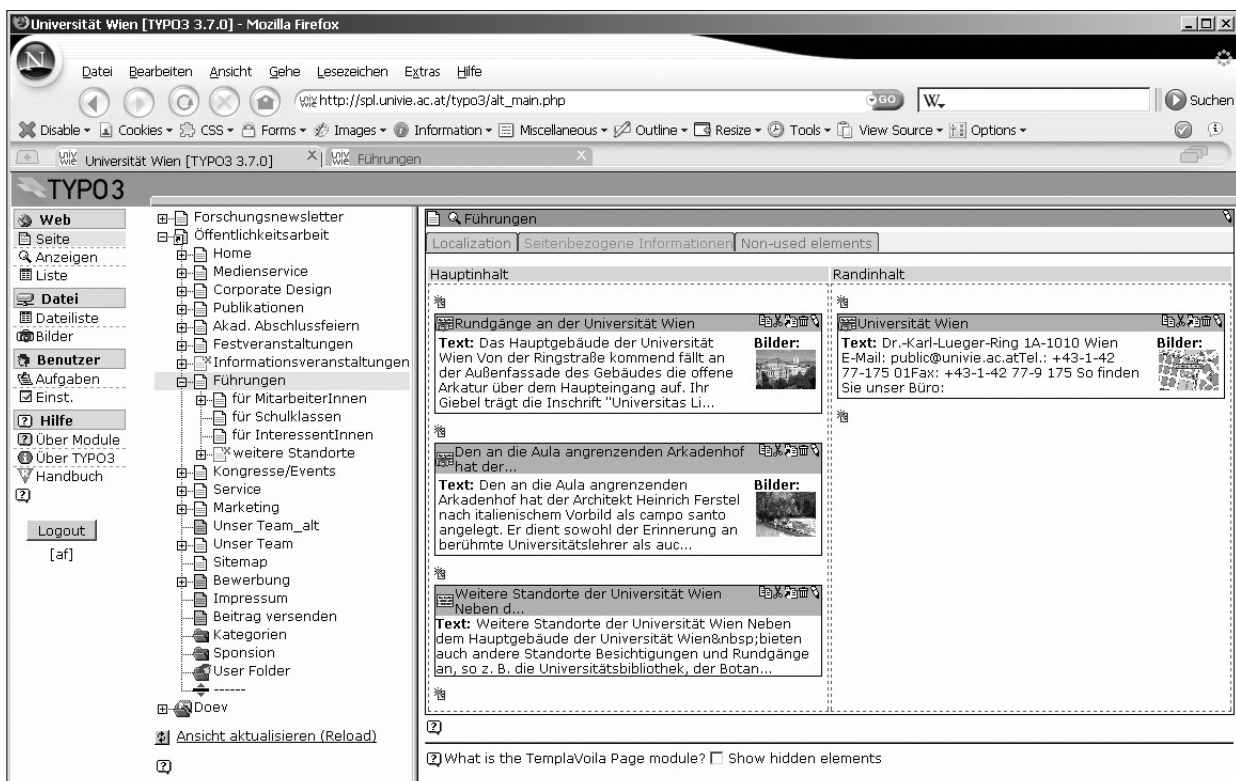 Universität Wien [TYPO3 3.7.0] - Mozilla Firefox
Datei Bearbeiten Ansicht Gehe Lesezeichen Extras Hilfe
http://spl.univie.ac.at/typo3/alt_main.php
GO
W
Suchen
Disable Cookies CSS Forms Images Information Miscellaneous Outline Resize Tools View Source Options
Universität Wien [TYPO3 3.7.0]
Führungen
TYPO3
Web
Seite
Anzeigen
Liste
Datei
Dateiliste
Bilder
Benutzer
Aufgaben
Einst.
Hilfe
Über Module
Über TYPO3
Handbuch
Logout
[af]
Forschungsnewsletter
Öffentlichkeitsarbeit
Home
Medienservice
Corporate Design
Publikationen
Akad. Abschlussfeiern
Festveranstaltungen
Informationsveranstaltungen
Führungen
für MitarbeiterInnen
für Schulklassen
für InteressentInnen
weitere Standorte
Kongresse/Events
Service
Marketing
Unser Team_alt
Unser Team
Sitemap
Bewerbung
Impressum
Beitrag versenden
Kategorien
Sponsion
User Folder
------
Doev
Ansicht aktualisieren (Reload)
Führungen
Localization
Seitenbezogene Informationen
Non-used elements
Hauptinhalt
Rundgänge an der Universität Wien
Text: Das Hauptgebäude der Universität
Wien Von der Ringstraße kommend fällt an
der Außenfassade des Gebäudes die offene
Arkatur über dem Haupteingang auf. Ihr
Giebel trägt die Inschrift "Universitas Li...
Bilder:
Den an die Aula angrenzenden Arkadenhof
hat der...
Text: Den an die Aula angrenzenden
Arkadenhof hat der Architekt Heinrich Ferstel
nach italienischem Vorbild als campo santo
angelegt. Er dient sowohl der Erinnerung an
berühmte Universitätslehrer als auc...
Bilder:
Weitere Standorte der Universität Wien
Neben d...
Text: Weitere Standorte der Universität Wien Neben
dem Hauptgebäude der Universität Wien&nbsp;bieten
auch andere Standorte Besichtigungen und Rundgänge
an, so z. B. die Universitätsbibliothek, der Botan...
Randinhalt
Universität Wien
Text: Dr.-Karl-Lueger-Ring 1A-1010 Wien
E-Mail: public@univie.ac.atTel.: +43-1-42
77-175 01Fax: +43-1-42 77-9 175 So finden
Sie unser Büro:
Bilder:
What is the TemplaVoila Page module? Show hidden elements